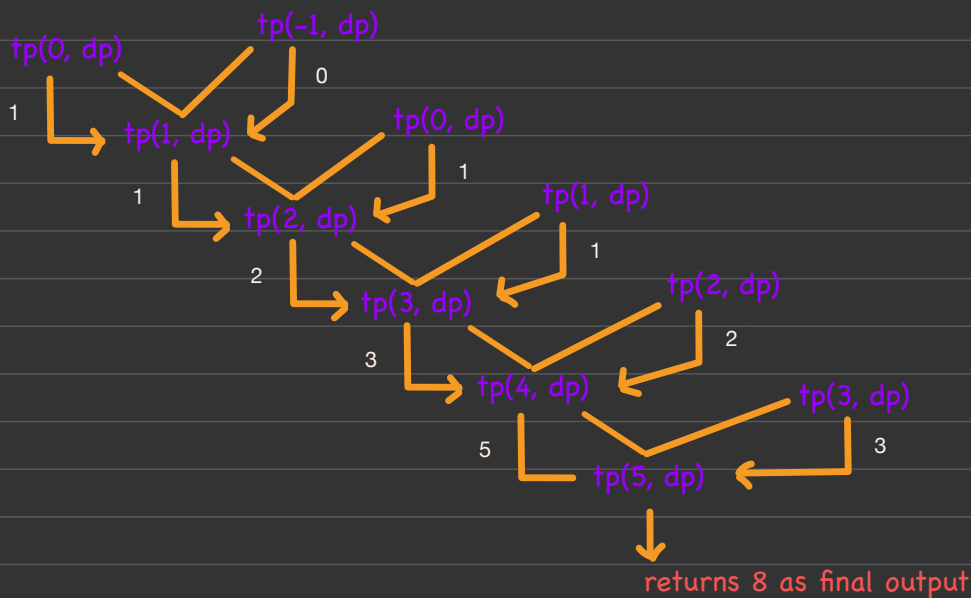 tp(-1, dp)
tp(0, dp)
0
1
tp(1, dp)
tp(0, dp)
1
1
tp(2, dp)
tp(1, dp)
1
2
tp(3, dp)
tp(2, dp)
2
3
tp(4, dp)
tp(3, dp)
3
5
tp(5, dp)
returns 8 as final output